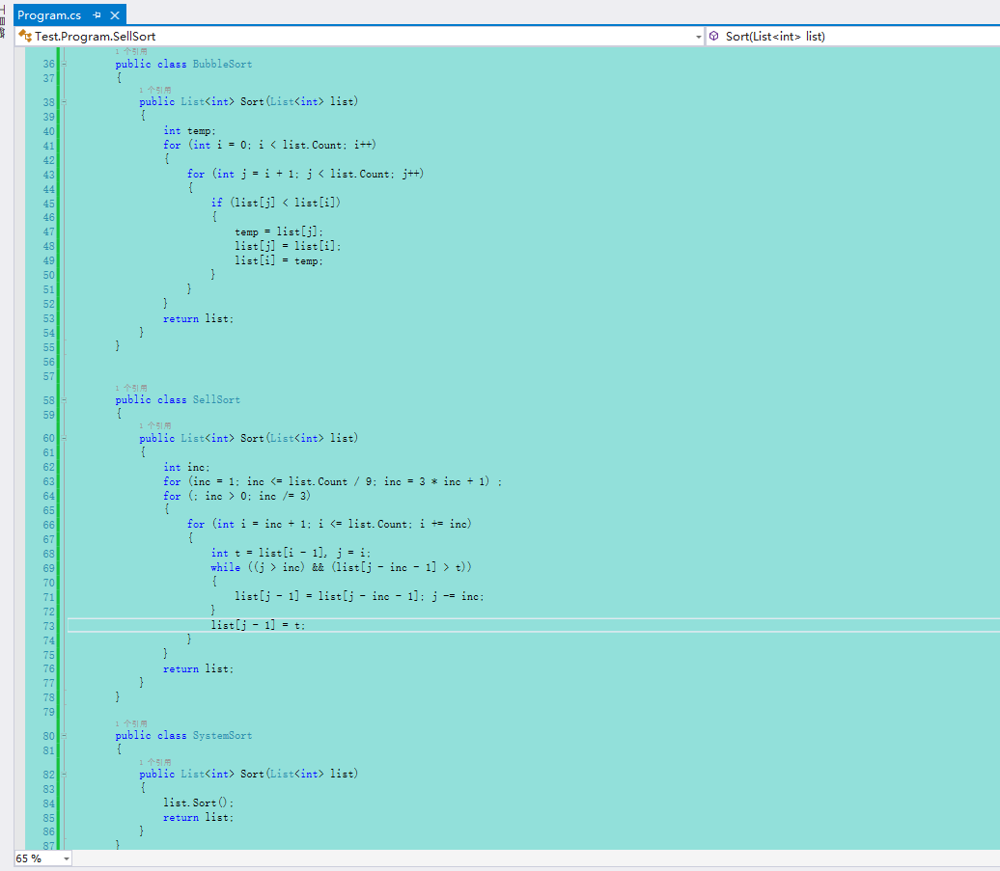 Program.cs
Test.Program.SellSort Sort(List<int> list)
1 个引用
36 public class BubbleSort
37 {
1 个引用
38 public List<int> Sort(List<int> list)
39 {
40 int temp;
41 for (int i = 0; i < list.Count; i++)
42 {
43 for (int j = i + 1; j < list.Count; j++)
44 {
45 if (list[j] < list[i])
46 {
47 temp = list[j];
48 list[j] = list[i];
49 list[i] = temp;
50 }
51 }
52 }
53 return list;
54 }
55 }
56
57
1 个引用
58 public class SellSort
59 {
1 个引用
60 public List<int> Sort(List<int> list)
61 {
62 int inc;
63 for (inc = 1; inc <= list.Count / 9; inc = 3 * inc + 1) ;
64 for (; inc > 0; inc /= 3)
65 {
66 for (int i = inc + 1; i <= list.Count; i += inc)
67 {
68 int t = list[i - 1], j = i;
69 while ((j > inc) && (list[j - inc - 1] > t))
70 {
71 list[j - 1] = list[j - inc - 1]; j -= inc;
72 }
73 list[j - 1] = t;
74 }
75 }
76 return list;
77 }
78 }
79
1 个引用
80 public class SystemSort
81 {
1 个引用
82 public List<int> Sort(List<int> list)
83 {
84 list.Sort();
85 return list;
86 }
87 }
65 %